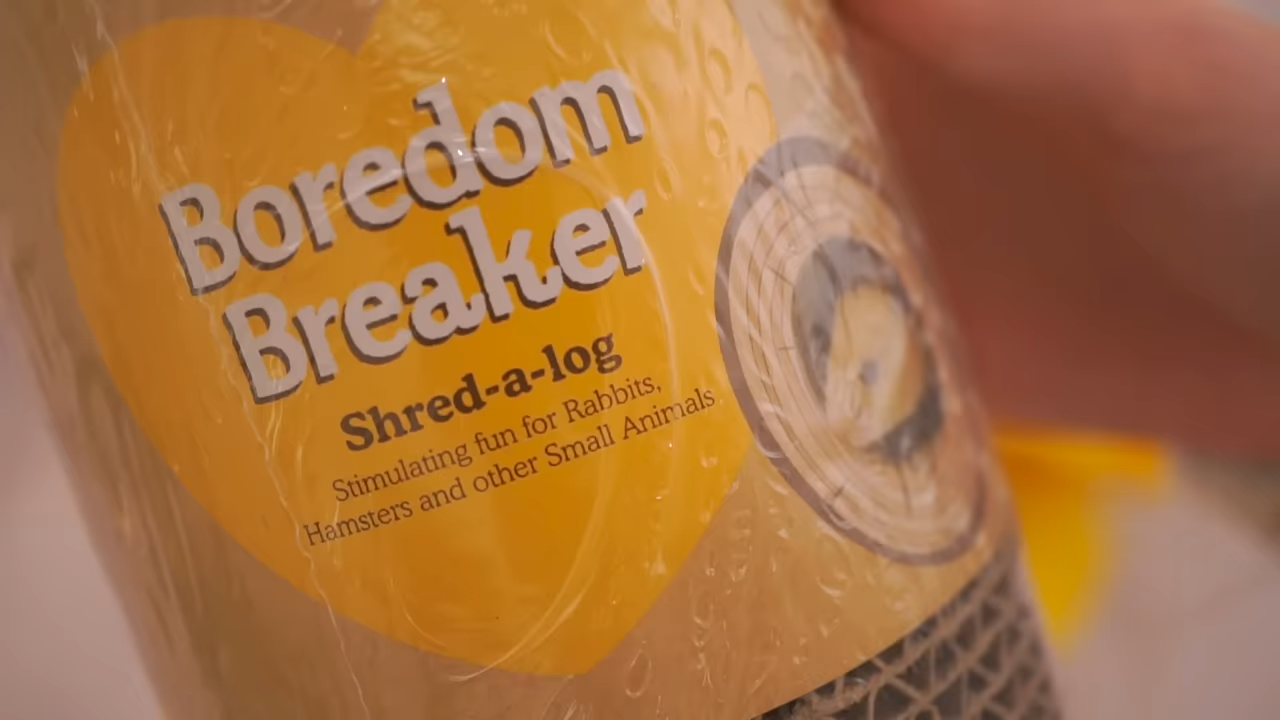 Boredom
Breaker
Shred-a-log
Stimulating fun for Rabbits,
Hamsters and other Small Animals